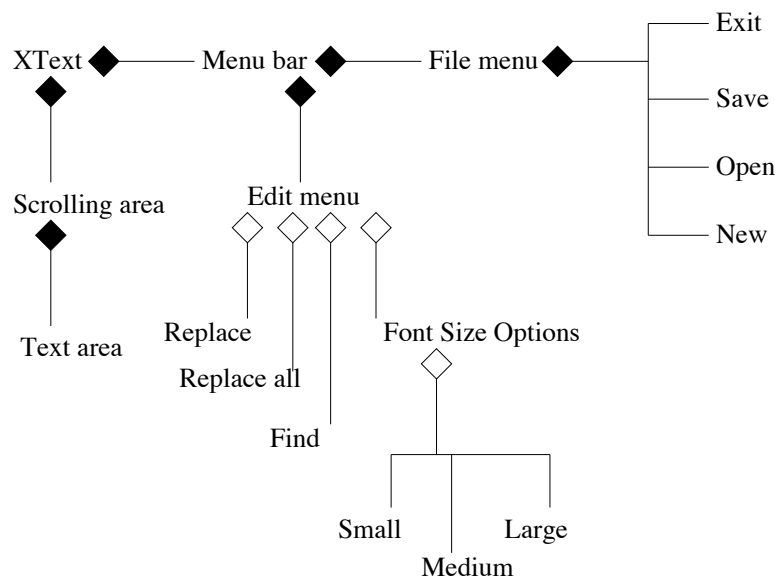 Exit
XText
Menu bar
File menu
Save
Open
Edit menu
Scrolling area
New
Replace
Font Size Options
Text area
Replace all
Find
Small
Large
Medium